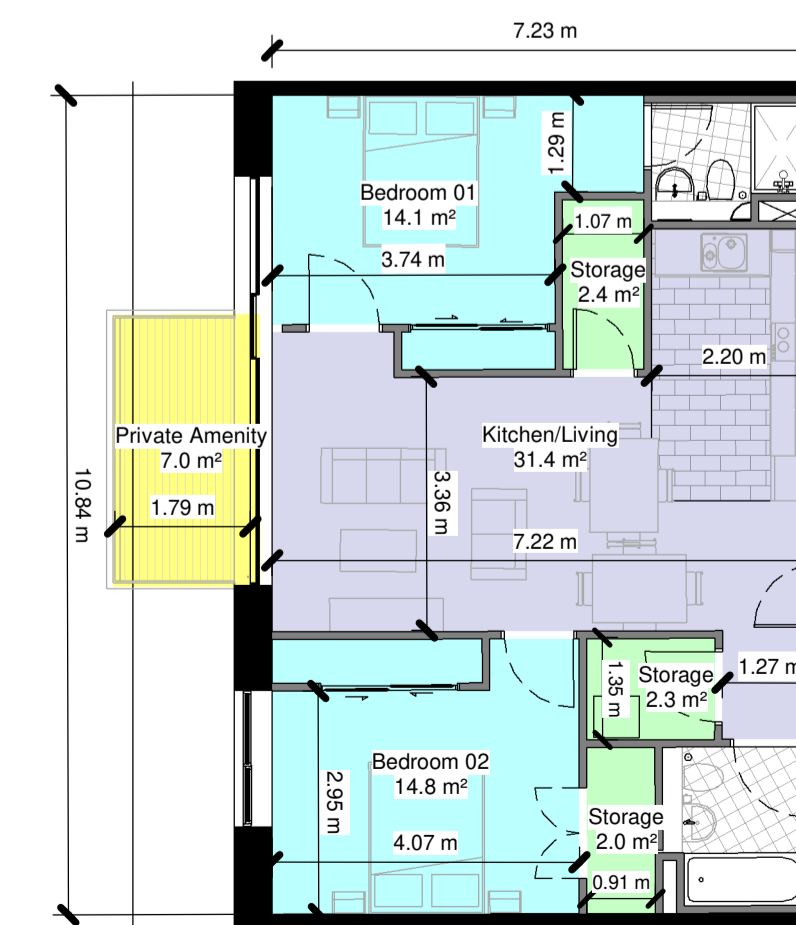 7.23 m
1.29 m
Bedroom 01
14.1 m²
3.74 m
1.07 m
Storage
2.4 m²
2.20 m
Private Amenity
7.0 m²
1.79 m
10.84 m
Kitchen/Living
31.4 m²
3.36 m
7.22 m
1.35 m
Storage
2.3 m²
1.27 m
Bedroom 02
14.8 m²
2.95 m
4.07 m
Storage
2.0 m²
0.91 m